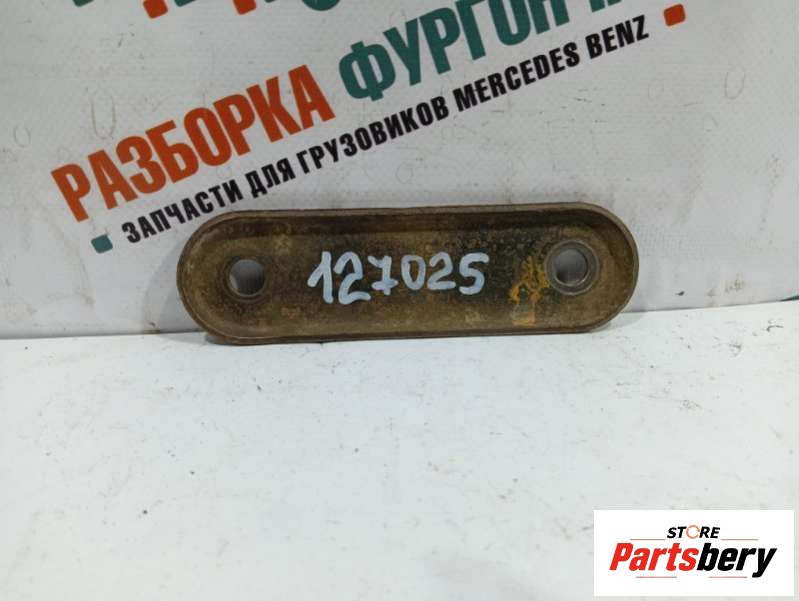 РАЗБОРКА ФУРГОН
ЗАПЧАСТИ ДЛЯ ГРУЗОВИКОВ MERCEDES BENZ
127025
STORE
Partsbery